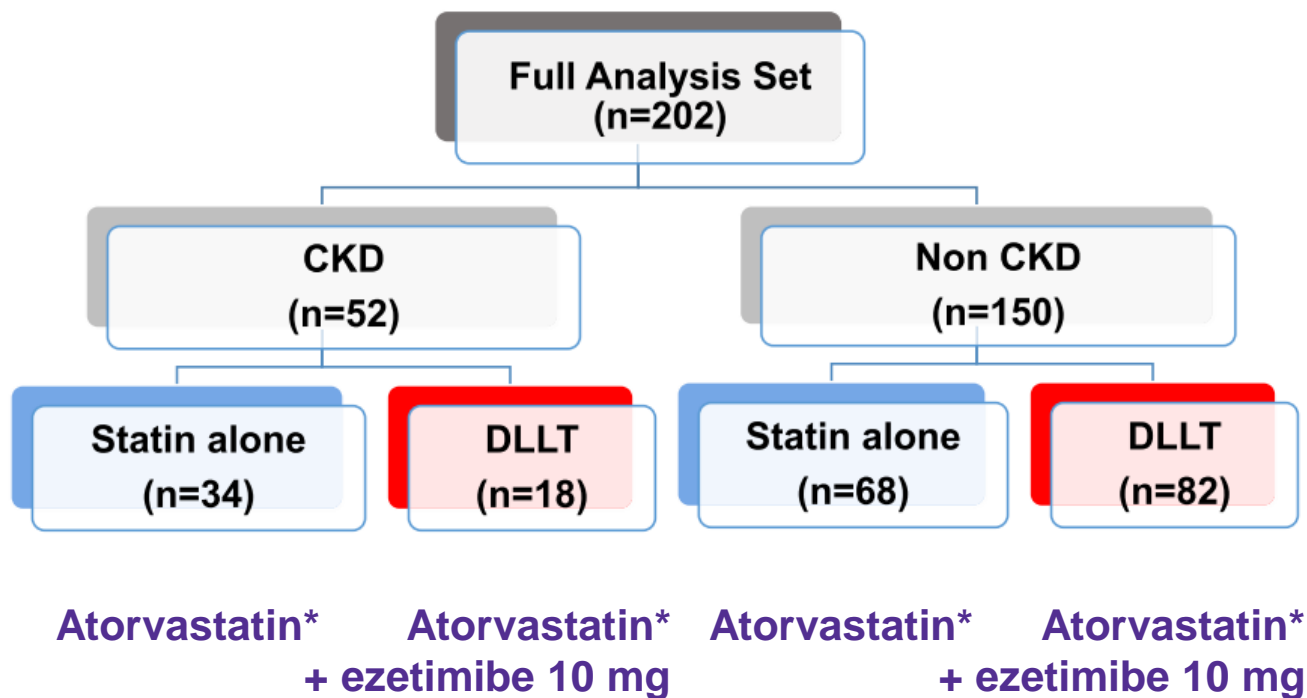 Full Analysis Set
(n=202)
CKD
(n=52)
Non CKD
(n=150)
Statin alone
(n=34)
DLLT
(n=18)
Statin alone
(n=68)
DLLT
(n=82)
Atorvastatin*
Atorvastatin*
+ ezetimibe 10 mg
Atorvastatin*
Atorvastatin*
+ ezetimibe 10 mg